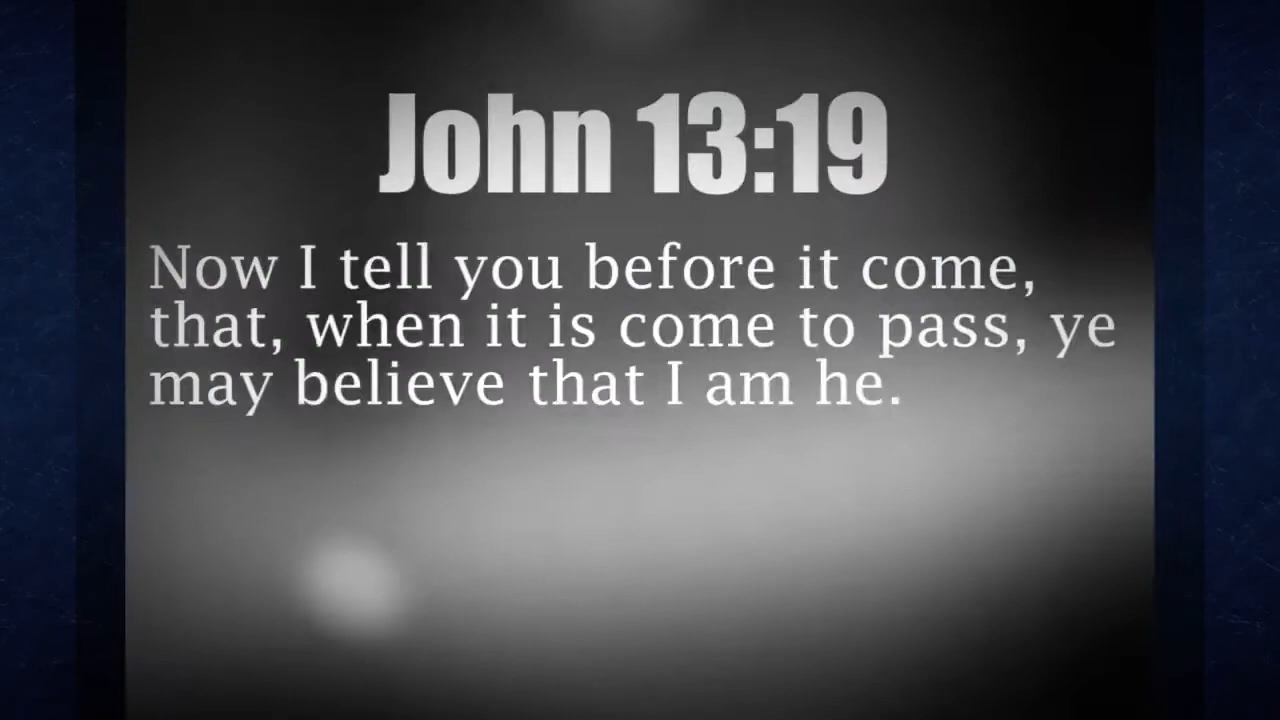 John 13:19
Now I tell you before it come,
that, when it is come to pass, ye
may believe that I am he.